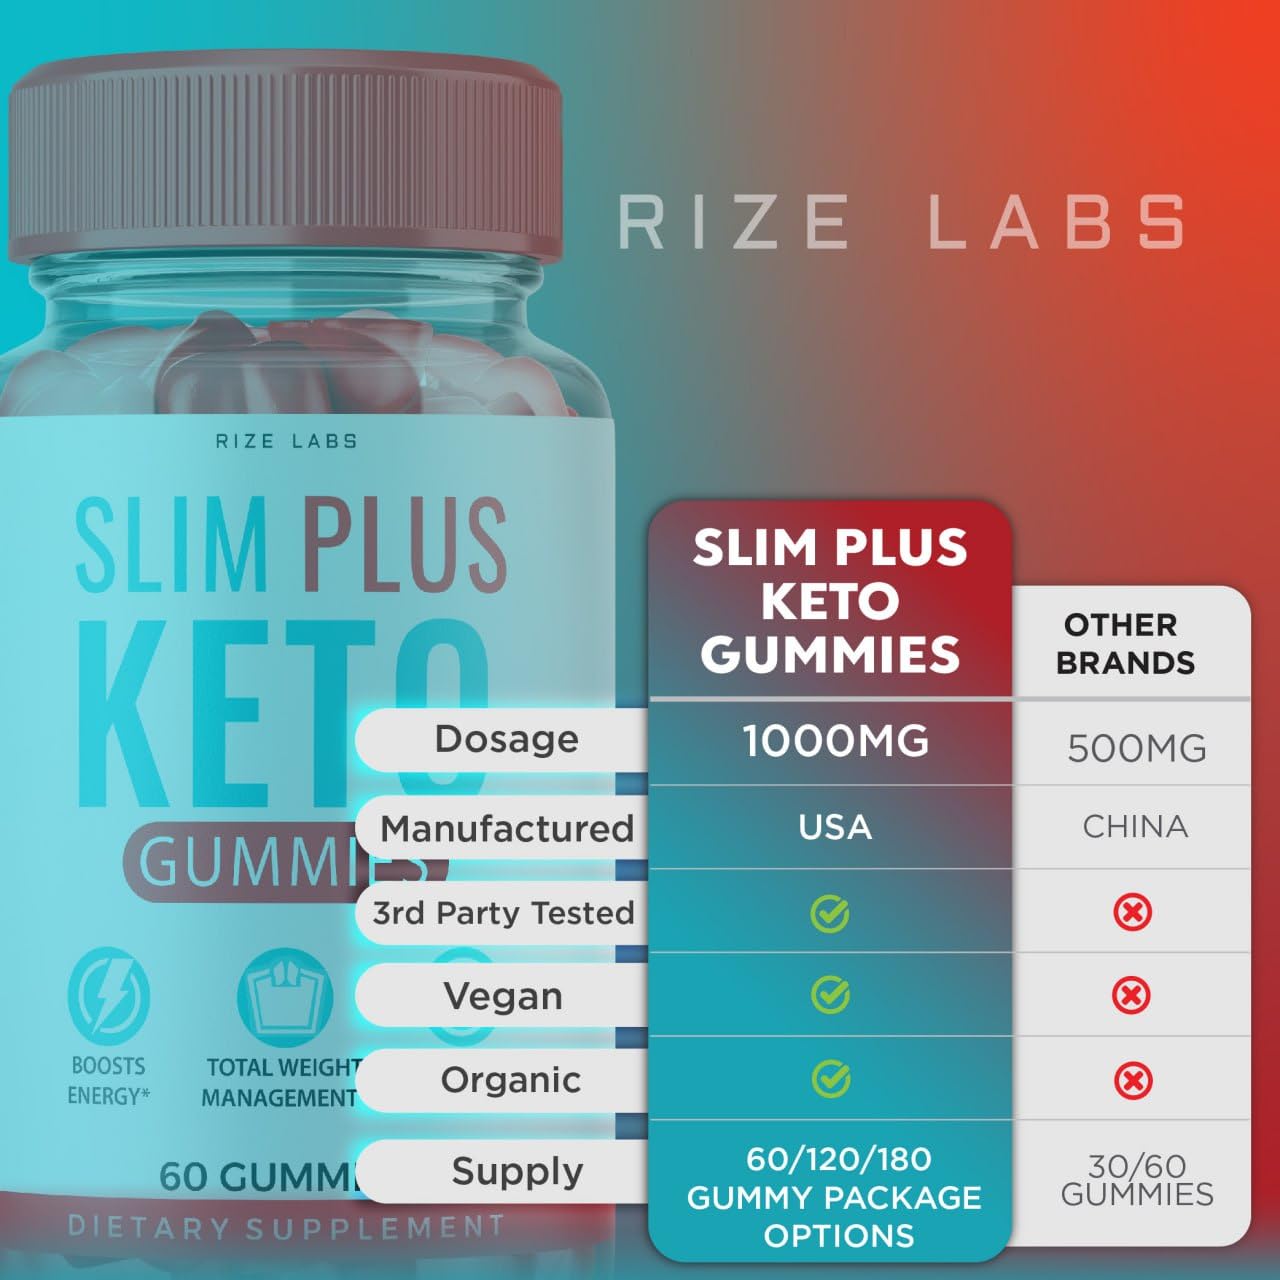 RIZE LABS
RIZE LABS
SLIM PLUS
KETO
GUMMIES
BOOSTS
ENERGY*
TOTAL WEIGHT
MANAGEMENT
60 GUMMI
DIETARY SUPPLEMENT
SLIM PLUS
KETO
GUMMIES
OTHER
BRANDS
Dosage
1000MG
500MG
Manufactured
USA
CHINA
3rd Party Tested
Vegan
Organic
Supply
60/120/180
GUMMY PACKAGE
OPTIONS
30/60
GUMMIES